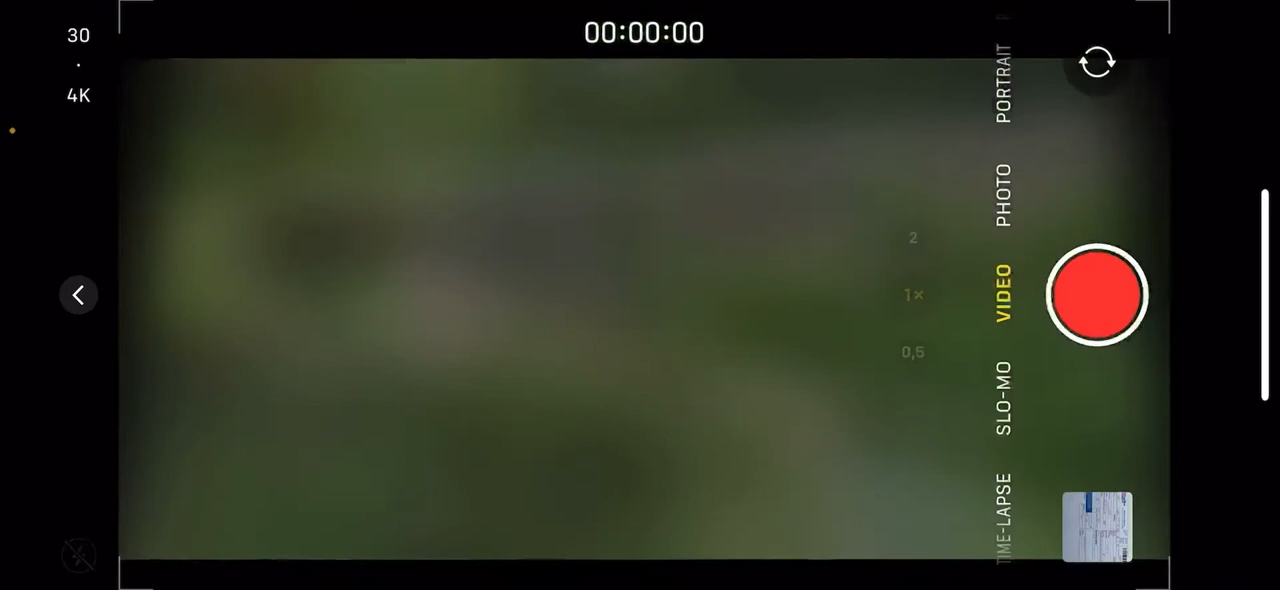 30
·
4K
00:00:00
PORTRAIT
PHOTO
VIDEO
SLO-MO
TIME-LAPSE
2
1×
0,5